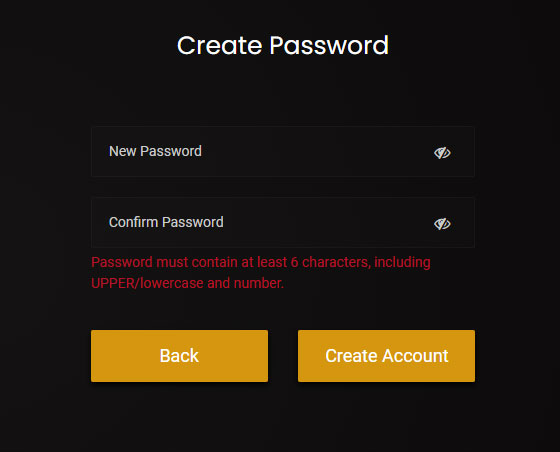 Create Password
New Password
Confirm Password
Password must contain at least 6 characters, including
UPPER/lowercase and number.
Back
Create Account